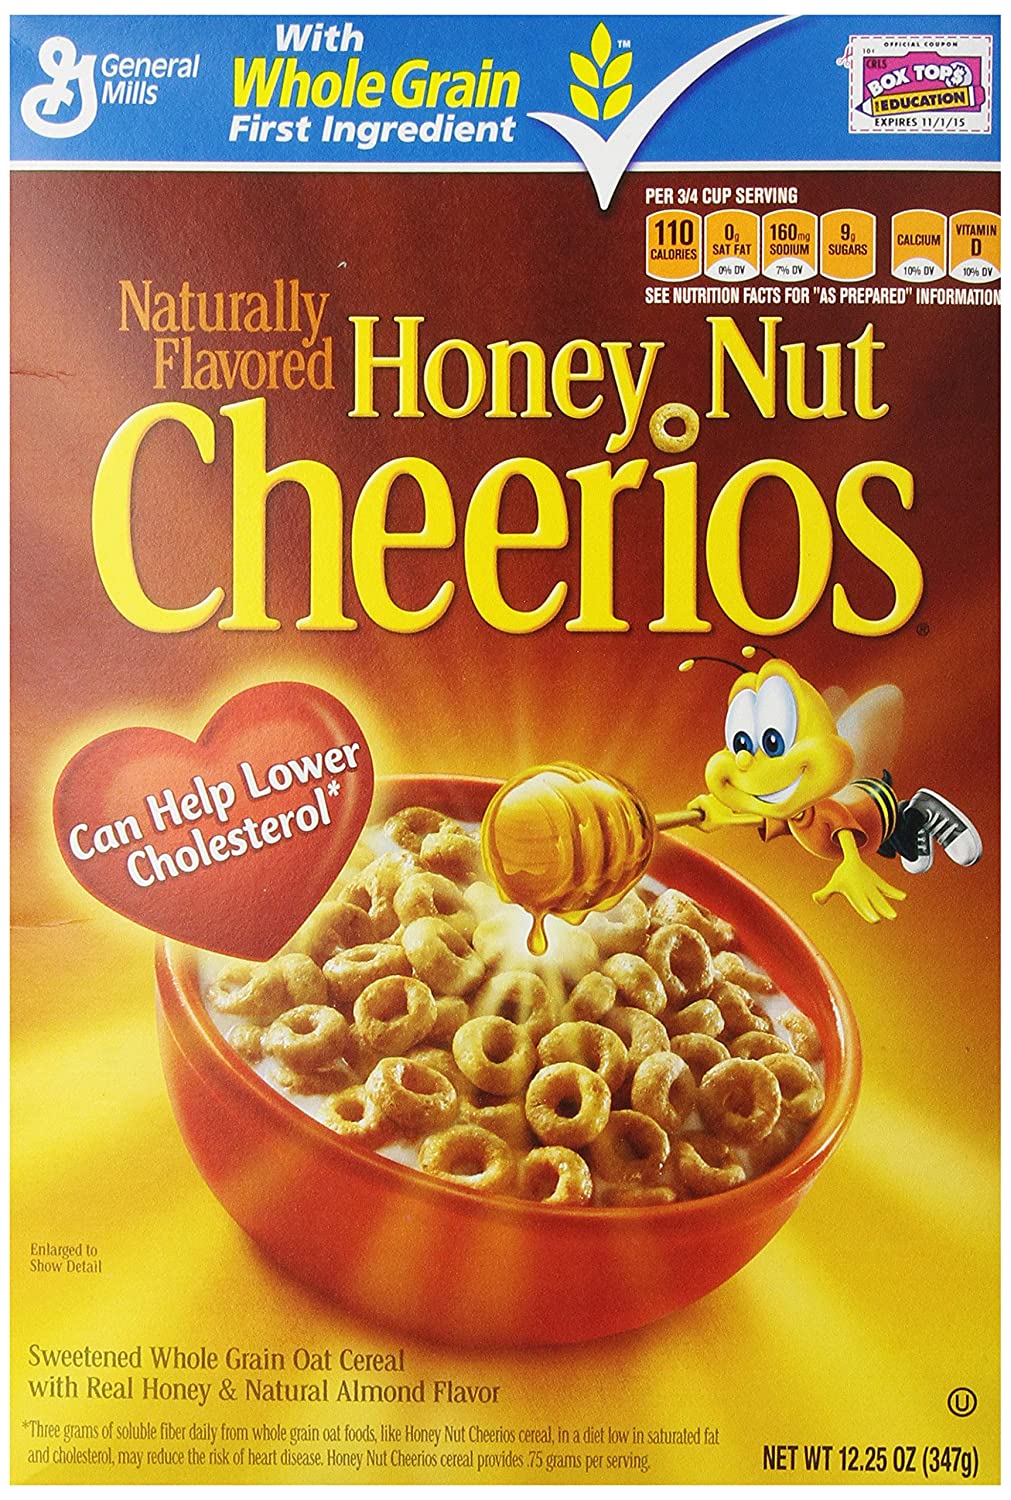 General
Mills
With
Whole Grain
First Ingredient
TM
OFFICIAL COUPON
10¢
CRLS
BOX TOPS
FOR EDUCATION
EXPIRES 11/1/15
PER 3/4 CUP SERVING
110
CALORIES
0g
SAT FAT
0% DV
160mg
SODIUM
7% DV
9g
SUGARS
CALCIUM
10% DV
VITAMIN
D
10% DV
SEE NUTRITION FACTS FOR "AS PREPARED" INFORMATION
Naturally
Flavored
Honey Nut
Cheerios®
Can Help Lower
Cholesterol*
Enlarged to
Show Detail
Sweetened Whole Grain Oat Cereal
with Real Honey & Natural Almond Flavor
*Three grams of soluble fiber daily from whole grain oat foods, like Honey Nut Cheerios cereal, in a diet low in saturated fat
and cholesterol, may reduce the risk of heart disease. Honey Nut Cheerios cereal provides .75 grams per serving.
U
NET WT 12.25 OZ (347g)